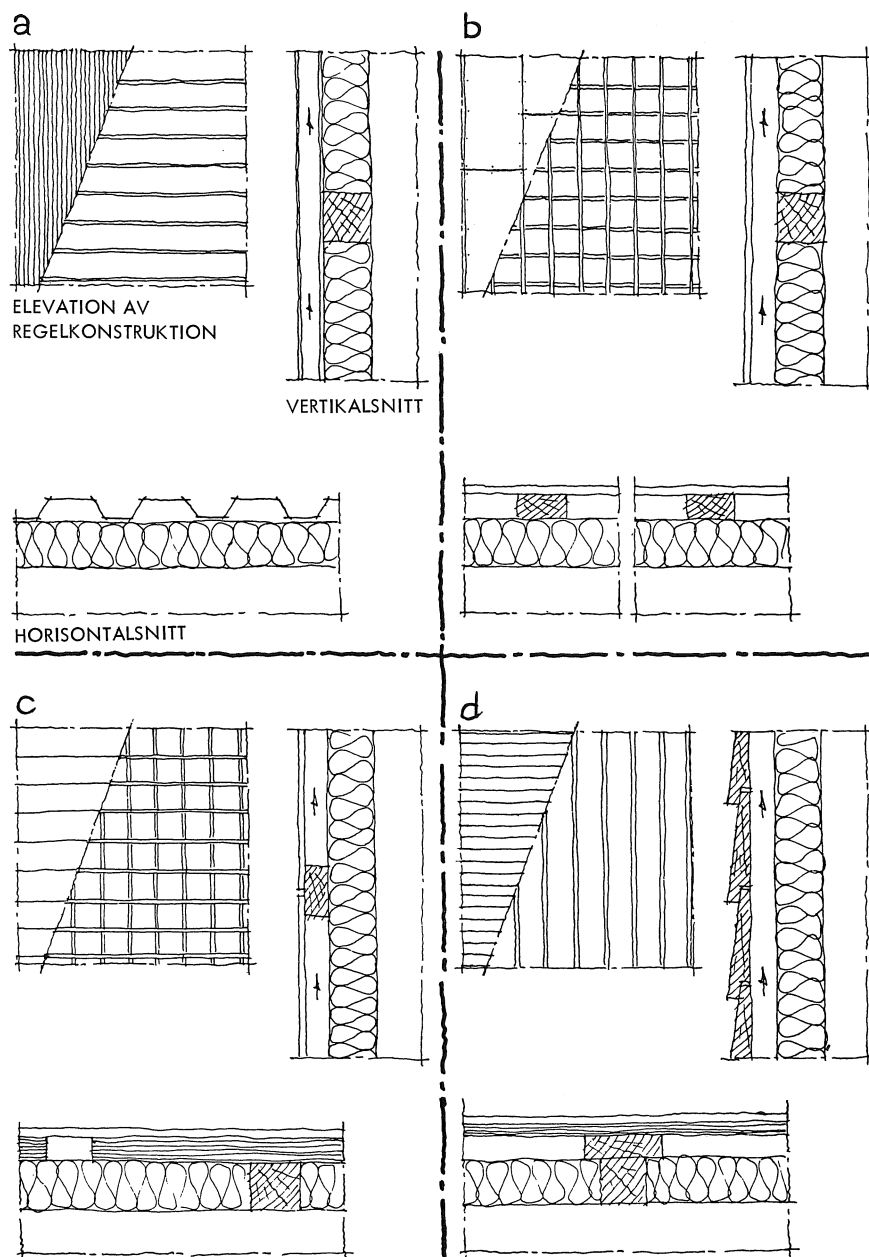 a
b
ELEVATION AV
REGELKONSTRUKTION
VERTIKALSNITT
HORISONTALSNITT
c
d